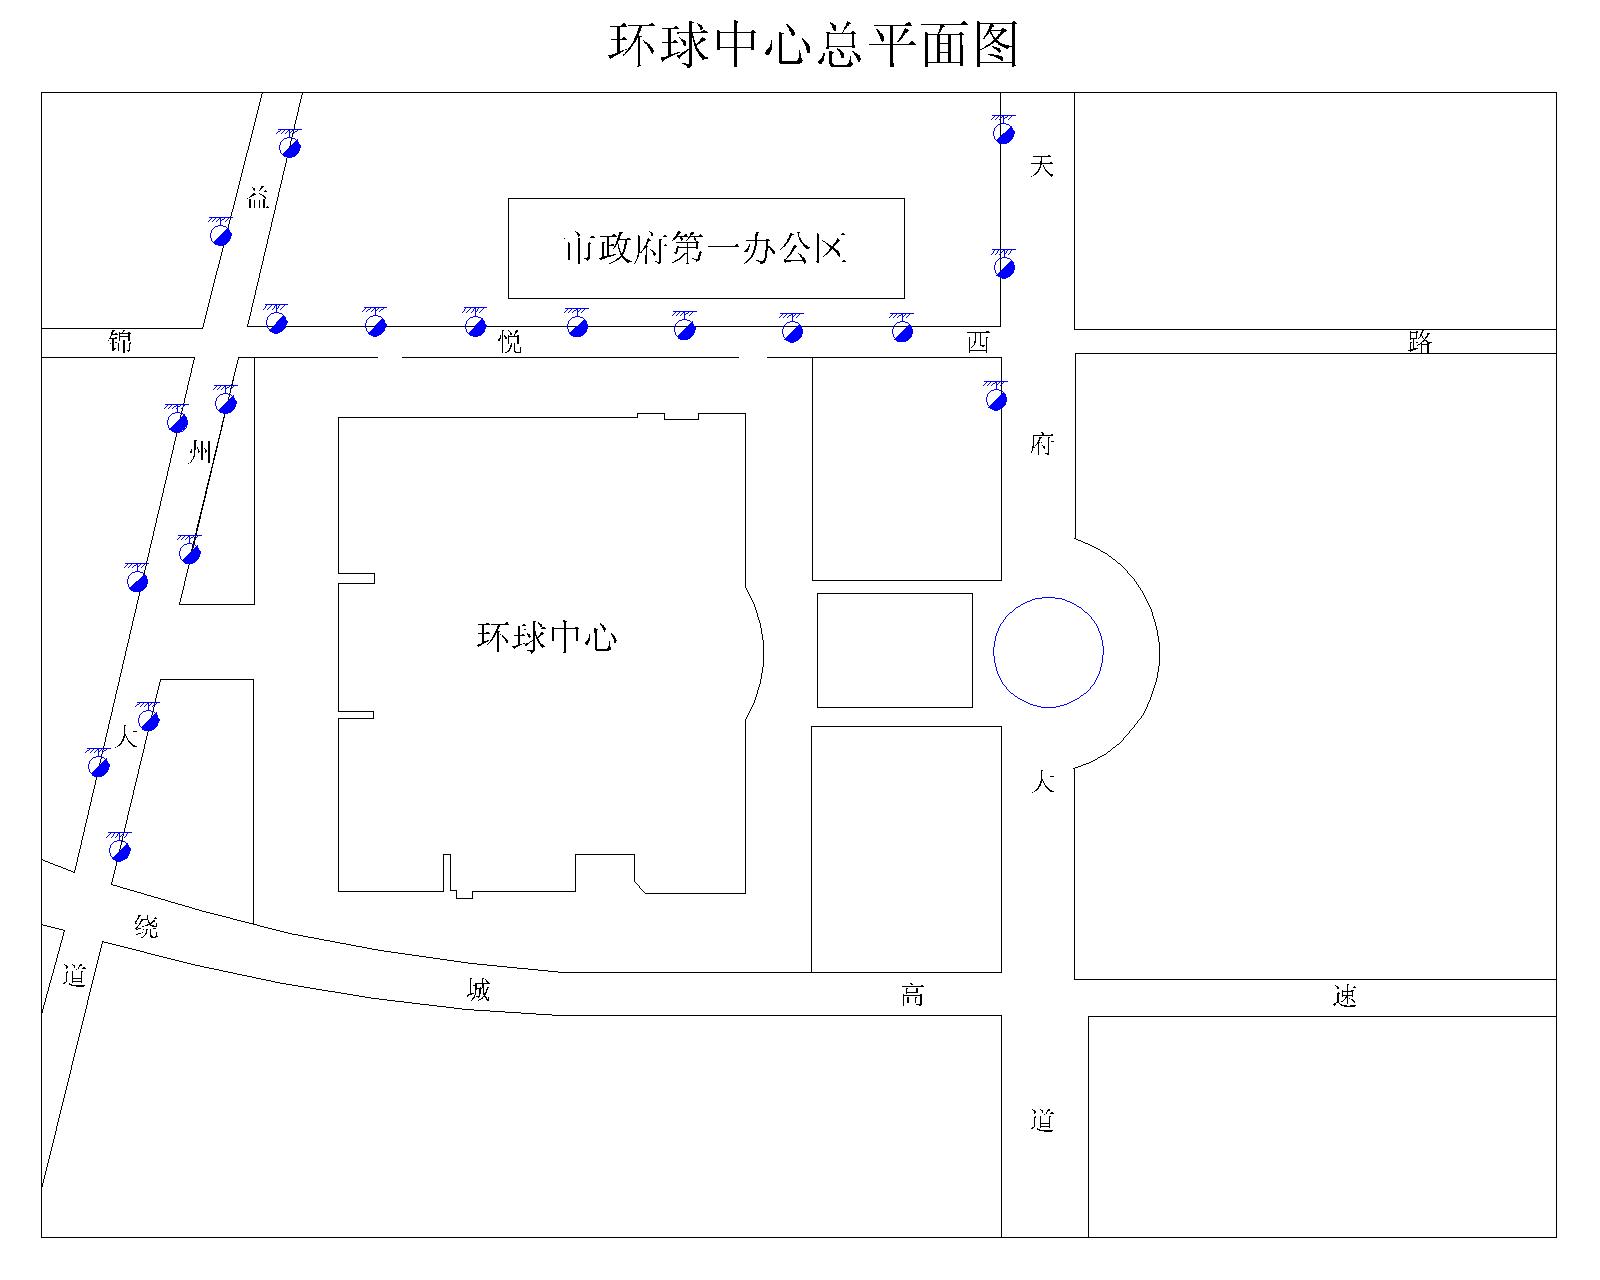 环球中心总平面图
市政府第一办公区
环球中心
锦悦西路
益州大道
天府大道
绕城高速